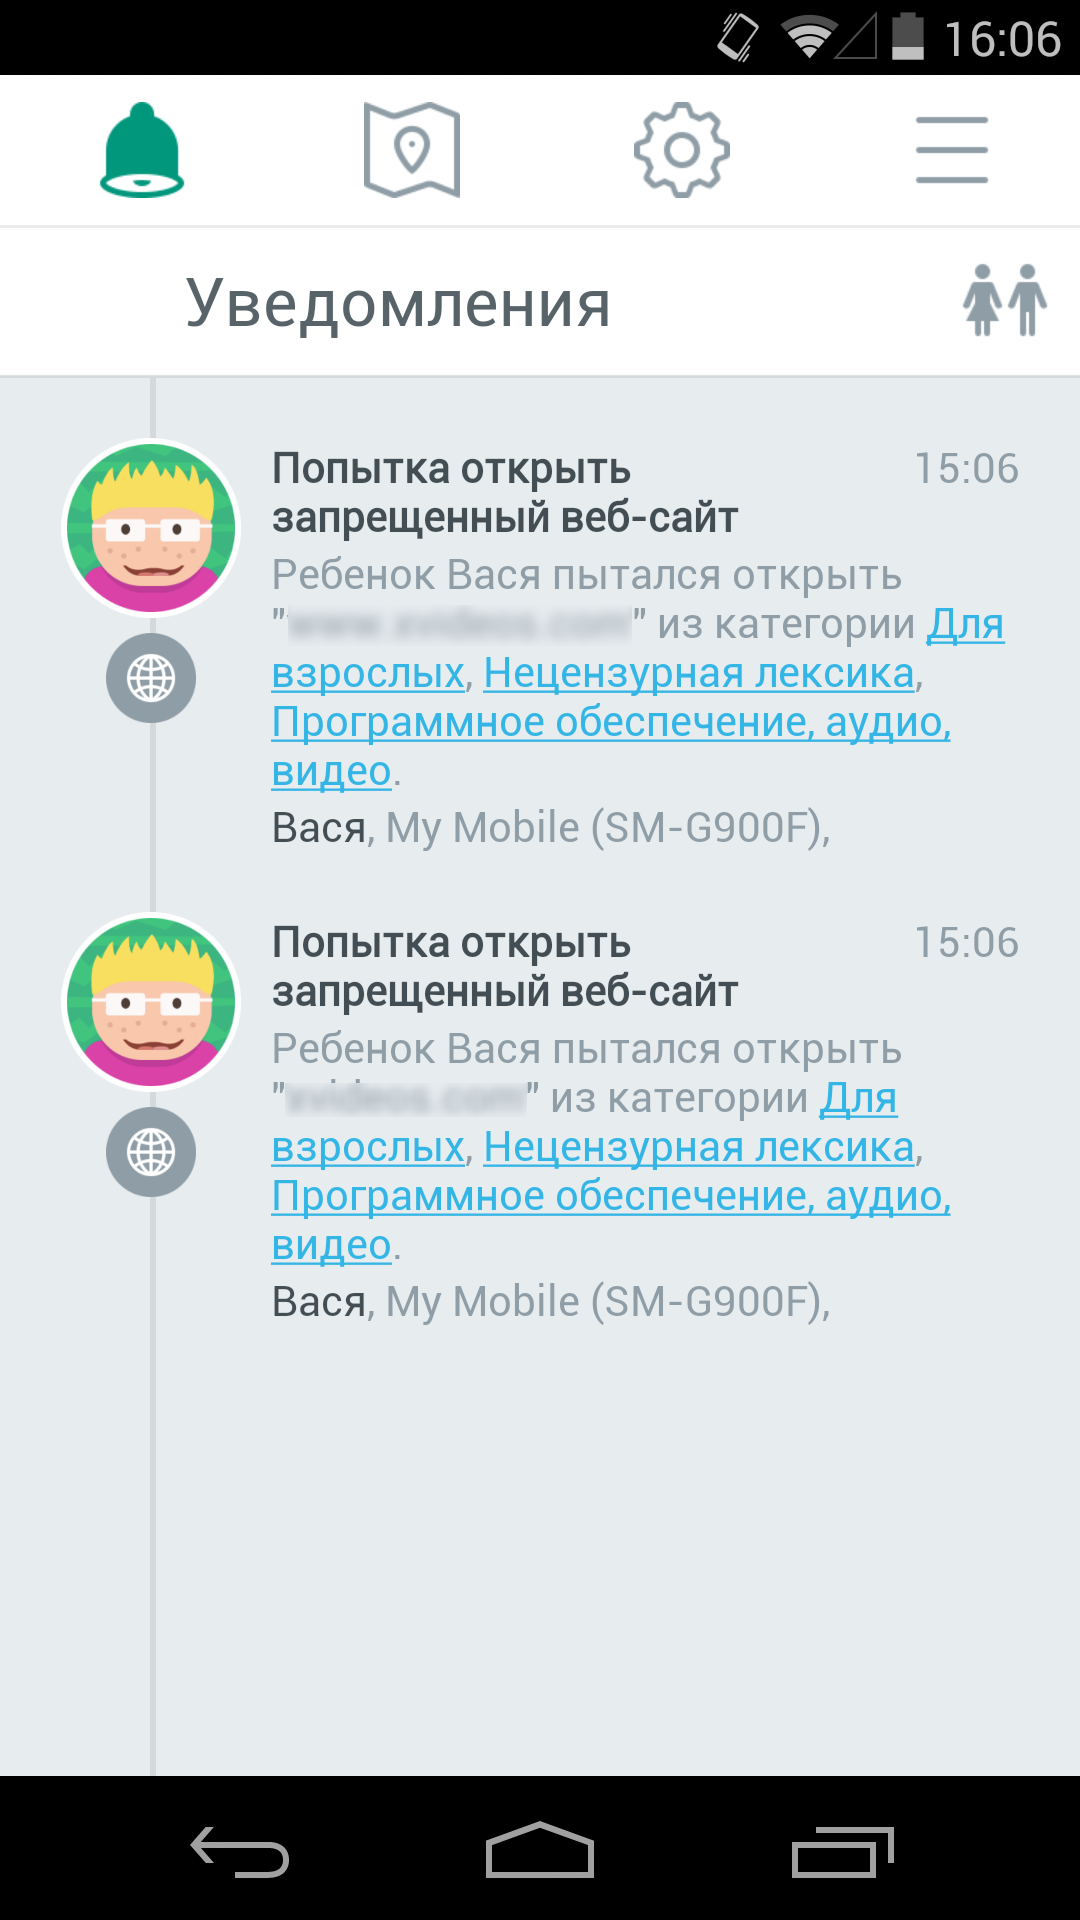 16:06
Уведомления
Попытка открыть 15:06
запрещенный веб-сайт
Ребенок Вася пытался открыть
"" из категории Для
взрослых, Нецензурная лексика,
Программное обеспечение, аудио,
видео.
Вася, My Mobile (SM-G900F),
Попытка открыть 15:06
запрещенный веб-сайт
Ребенок Вася пытался открыть
"" из категории Для
взрослых, Нецензурная лексика,
Программное обеспечение, аудио,
видео.
Вася, My Mobile (SM-G900F),